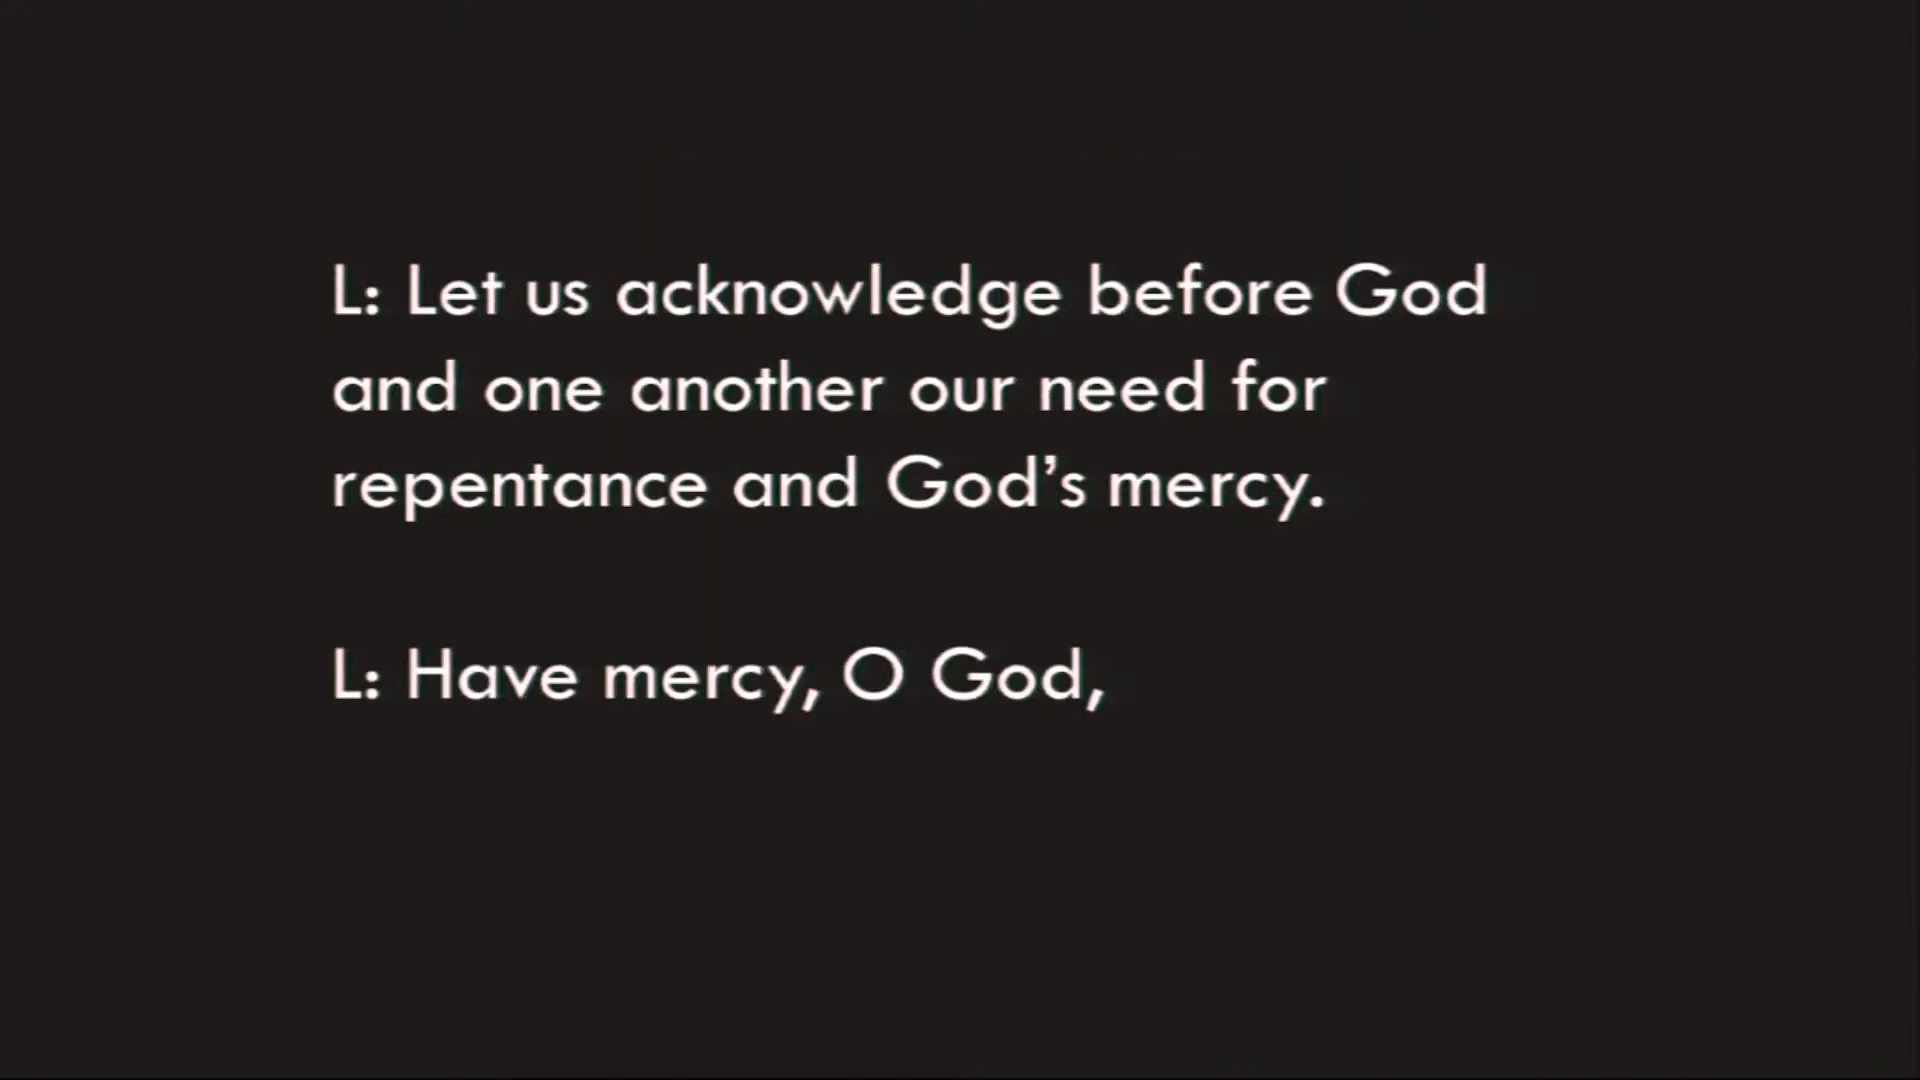 L: Let us acknowledge before God
and one another our need for
repentance and God’s mercy.
L: Have mercy, O God,